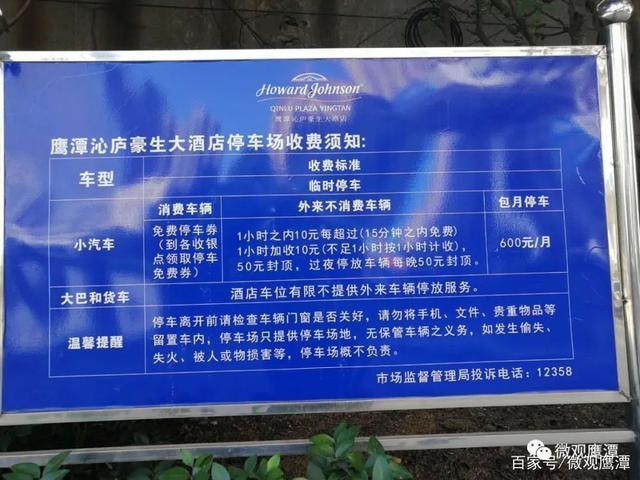 Howard Johnson
QINLU PLAZA YINGTAN
鹰潭沁庐豪生大酒店
鹰潭沁庐豪生大酒店停车场收费须知:
车型
收费标准
临时停车
消费车辆
外来不消费车辆
包月停车
小汽车
免费停车券
(到各收银
点领取停车
免费券)
1小时之内10元每超过(15分钟之内免费)
1小时加收10元(不足1小时按1小时计收),
50元封顶，过夜停放车辆每晚50元封顶。
600元/月
大巴和货车
酒店车位有限不提供外来车辆停放服务。
温馨提醒
停车离开前请检查车辆门窗是否关好，请勿将手机、文件、贵重物品等
留置车内，停车场只提供停车场地，无保管车辆之义务，如发生偷失、
失火、被人或物损害等，停车场概不负责。
市场监督管理局投诉电话：12358
微观鹰潭
百家号/微观鹰潭